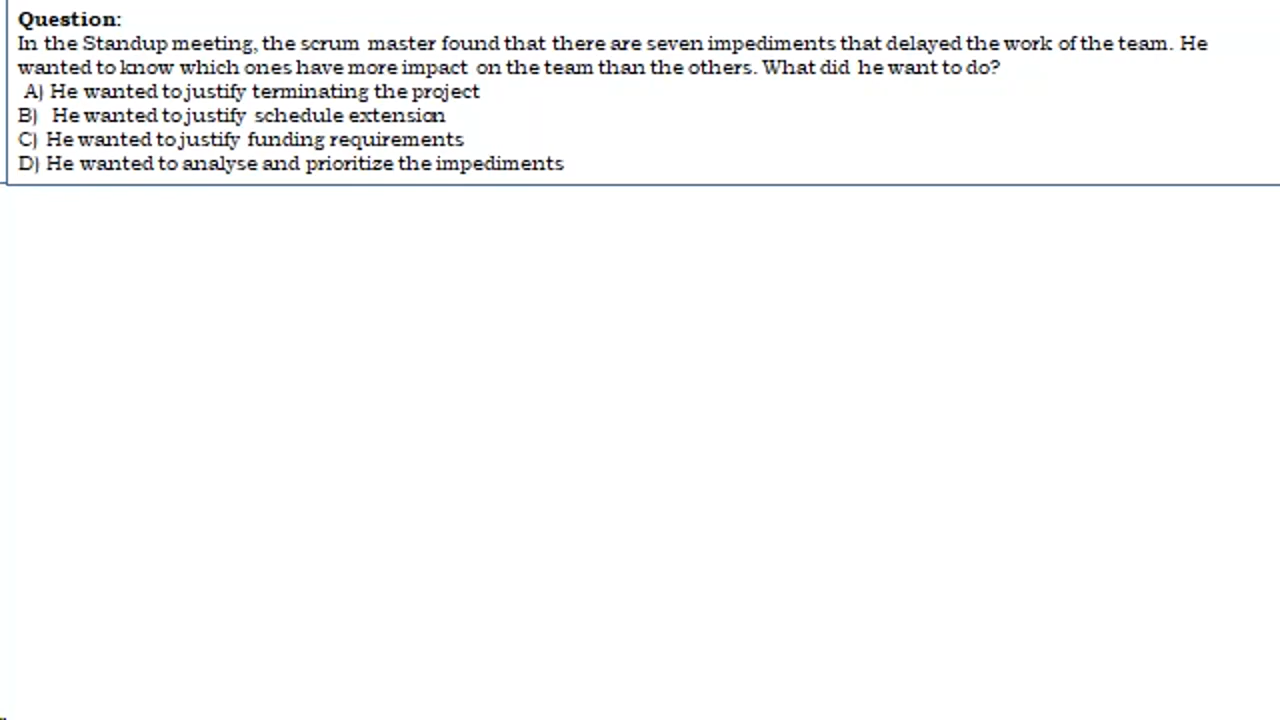 Question:
In the Standup meeting, the scrum master found that there are seven impediments that delayed the work of the team. He
wanted to know which ones have more impact on the team than the others. What did he want to do?
A) He wanted to justify terminating the project
B) He wanted to justify schedule extension
C) He wanted to justify funding requirements
D) He wanted to analyse and prioritize the impediments